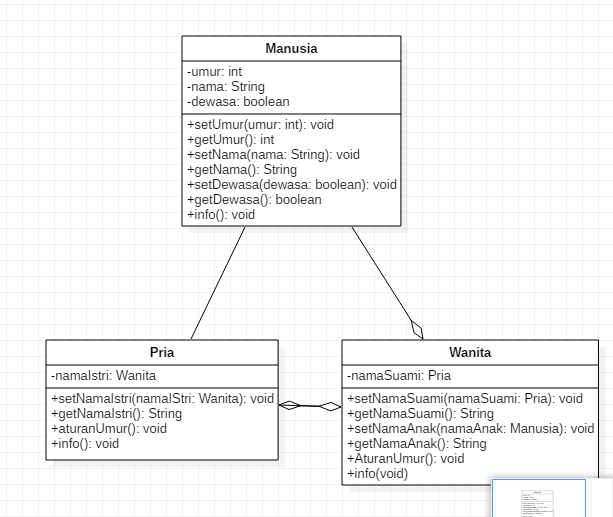 Manusia
-umur: int
-nama: String
-dewasa: boolean
+setUmur(umur: int): void
+getUmur(): int
+setNama(nama: String): void
+getNama(): String
+setDewasa(dewasa: boolean): void
+getDewasa(): boolean
+info(): void
Pria
-namaIstri: Wanita
+setNamaIstri(namaIStri: Wanita): void
+getNamaIstri(): String
+aturanUmur(): void
+info(): void
Wanita
-namaSuami: Pria
+setNamaSuami(namaSuami: Pria): void
+getNamaSuami(): String
+setNamaAnak(namaAnak: Manusia): void
+getNamaAnak(): String
+AturanUmur(): void
+info(void)